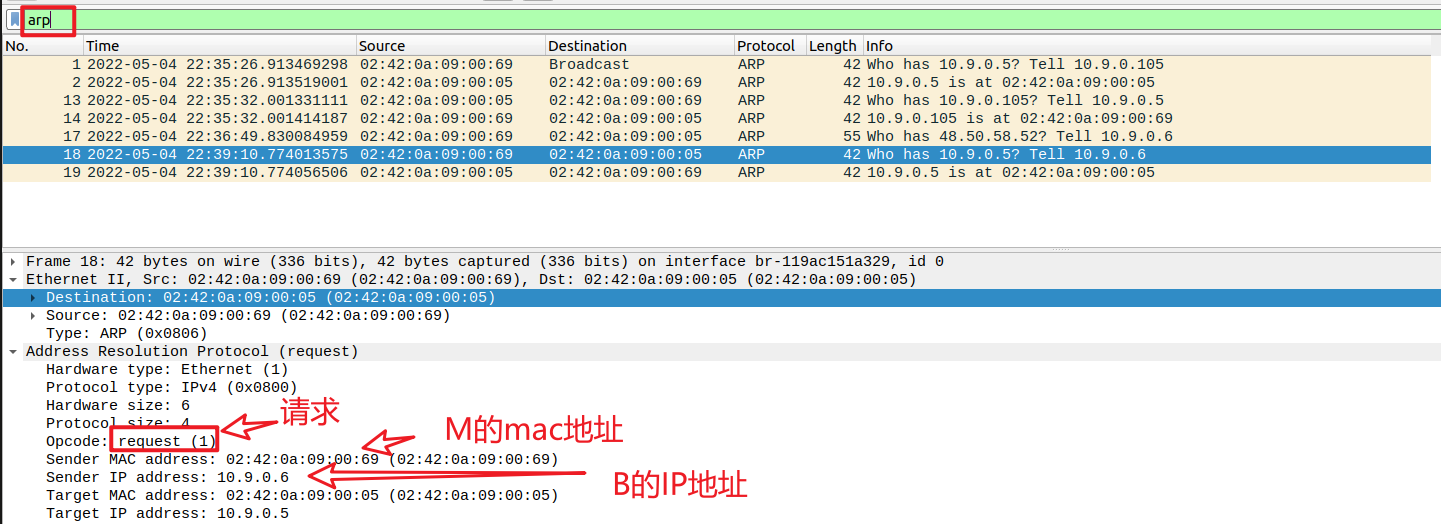 arp
No. Time Source Destination Protocol Length Info
1 2022-05-04 22:35:26.913469298 02:42:0a:09:00:69 Broadcast ARP 42 Who has 10.9.0.5? Tell 10.9.0.105
2 2022-05-04 22:35:26.913519001 02:42:0a:09:00:05 02:42:0a:09:00:69 ARP 42 10.9.0.5 is at 02:42:0a:09:00:05
13 2022-05-04 22:35:32.001331111 02:42:0a:09:00:05 02:42:0a:09:00:69 ARP 42 Who has 10.9.0.105? Tell 10.9.0.5
14 2022-05-04 22:35:32.001414187 02:42:0a:09:00:69 02:42:0a:09:00:05 ARP 42 10.9.0.105 is at 02:42:0a:09:00:69
17 2022-05-04 22:36:49.830084959 02:42:0a:09:00:69 02:42:0a:09:00:05 ARP 55 Who has 48.50.58.52? Tell 10.9.0.6
18 2022-05-04 22:39:10.774013575 02:42:0a:09:00:69 02:42:0a:09:00:05 ARP 42 Who has 10.9.0.5? Tell 10.9.0.6
19 2022-05-04 22:39:10.774056506 02:42:0a:09:00:05 02:42:0a:09:00:69 ARP 42 10.9.0.5 is at 02:42:0a:09:00:05
Frame 18: 42 bytes on wire (336 bits), 42 bytes captured (336 bits) on interface br-119ac151a329, id 0
Ethernet II, Src: 02:42:0a:09:00:69 (02:42:0a:09:00:69), Dst: 02:42:0a:09:00:05 (02:42:0a:09:00:05)
Destination: 02:42:0a:09:00:05 (02:42:0a:09:00:05)
Source: 02:42:0a:09:00:69 (02:42:0a:09:00:69)
Type: ARP (0x0806)
Address Resolution Protocol (request)
Hardware type: Ethernet (1)
Protocol type: IPv4 (0x0800)
Hardware size: 6
Protocol size: 4
请求
Opcode: request (1)
M的mac地址
Sender MAC address: 02:42:0a:09:00:69 (02:42:0a:09:00:69)
Sender IP address: 10.9.0.6
B的IP地址
Target MAC address: 02:42:0a:09:00:05 (02:42:0a:09:00:05)
Target IP address: 10.9.0.5